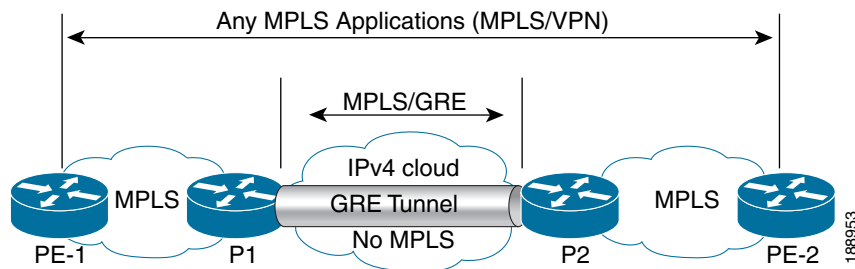 Any MPLS Applications (MPLS/VPN)
MPLS/GRE
IPv4 cloud
MPLS
GRE Tunnel
MPLS
No MPLS
PE-1
P1
P2
PE-2
188953